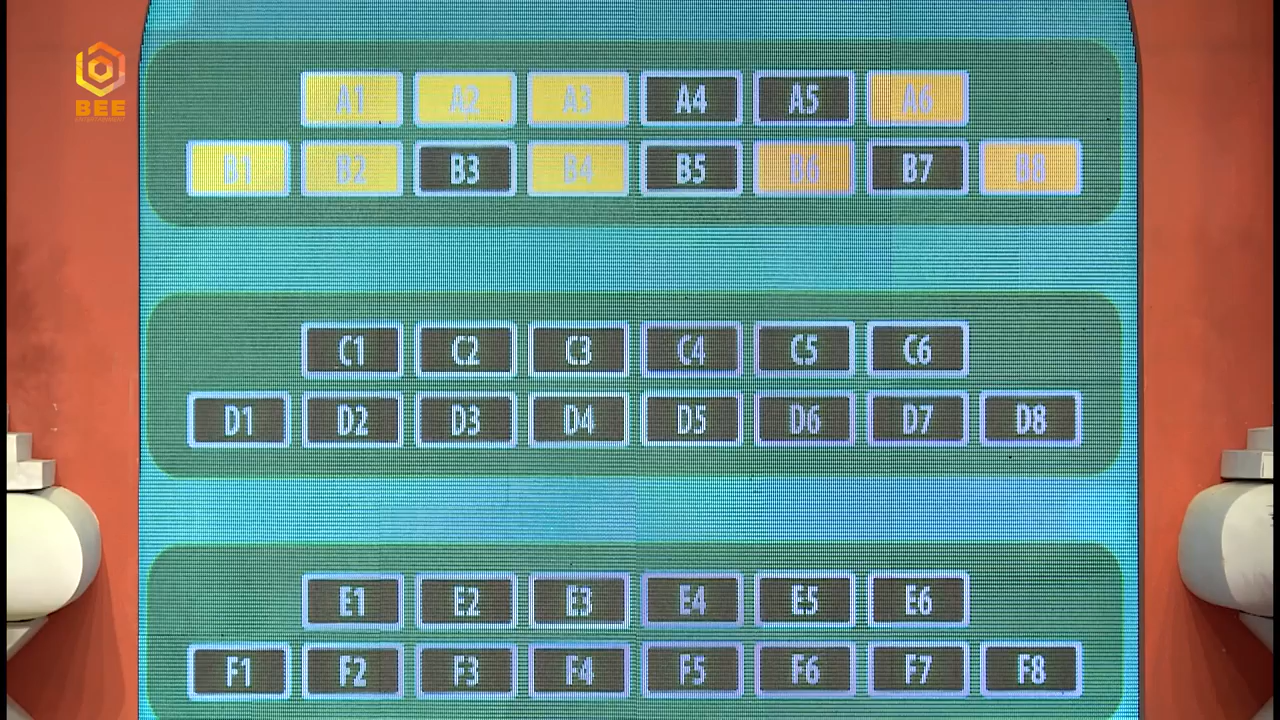 BEE
ENTERTAINMENT
A1 A2 A3 A4 A5 A6
B1 B2 B3 B4 B5 B6 B7 B8
C1 C2 C3 C4 C5 C6
D1 D2 D3 D4 D5 D6 D7 D8
E1 E2 E3 E4 E5 E6
F1 F2 F3 F4 F5 F6 F7 F8